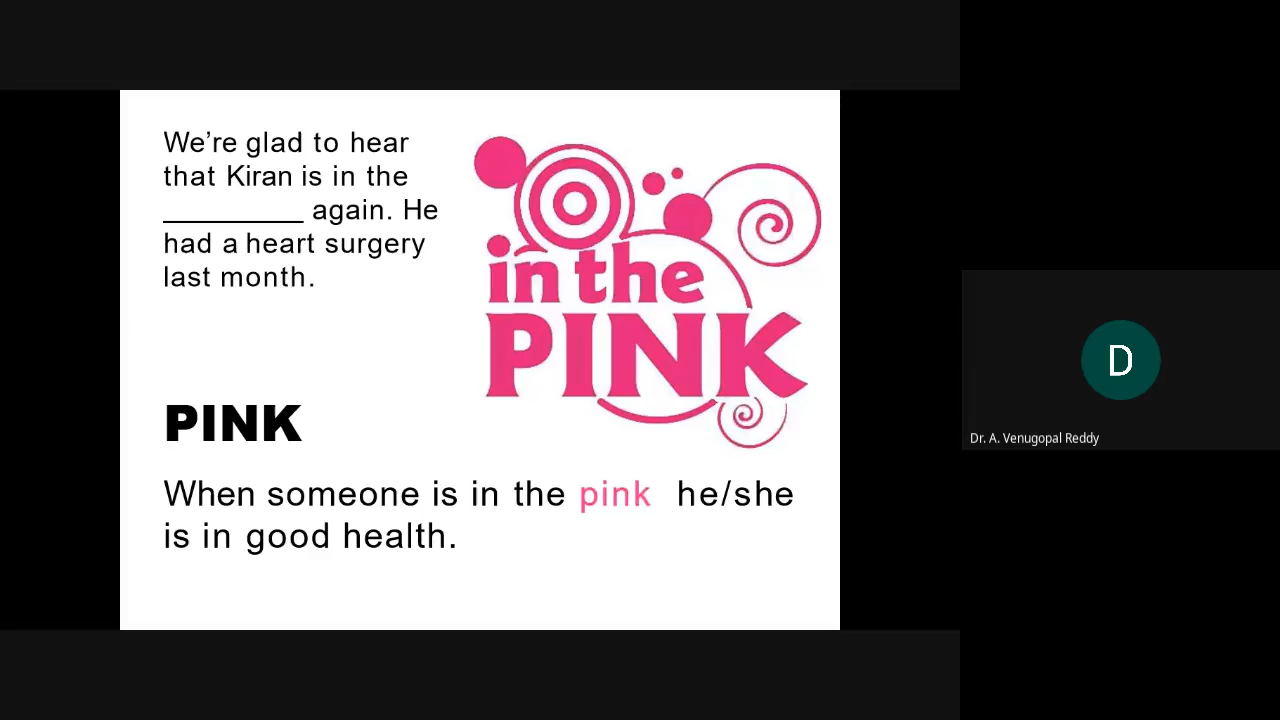 We’re glad to hear
that Kiran is in the
_________ again. He
had a heart surgery
last month.
in the
PINK
PINK
When someone is in the pink he/she
is in good health.
D
Dr. A. Venugopal Reddy